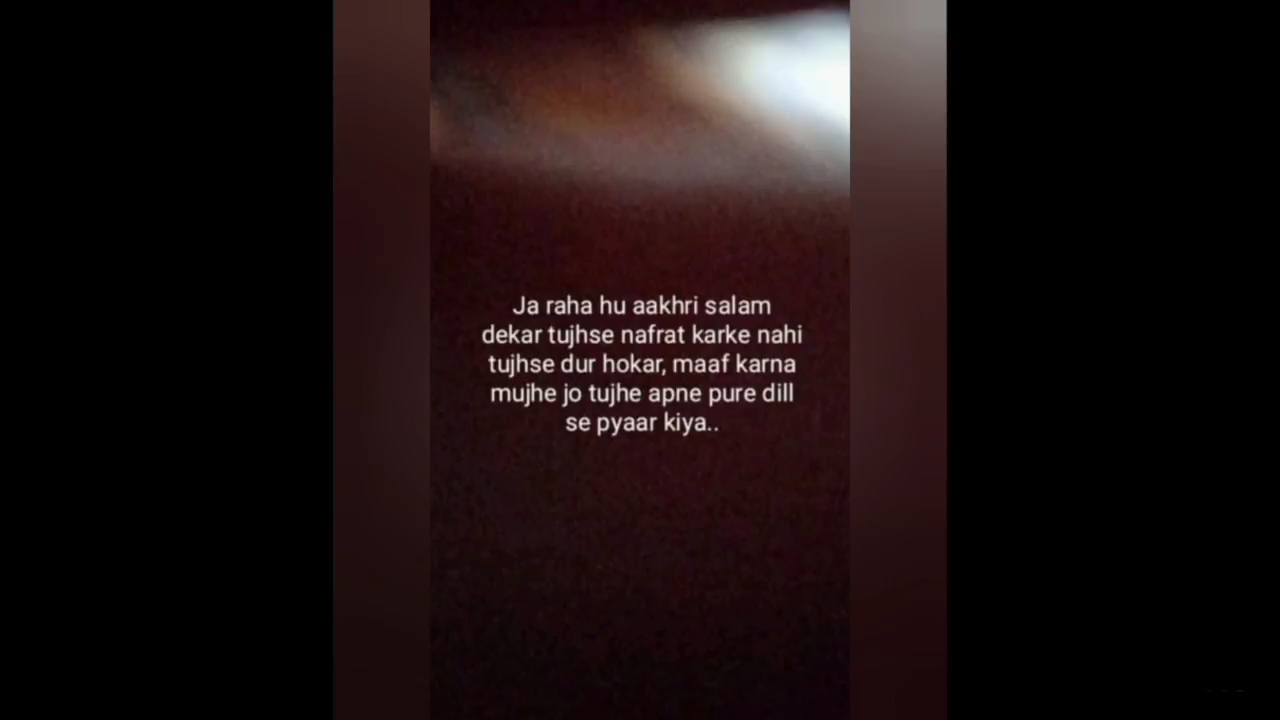 Ja raha hu aakhri salam
dekar tujhse nafrat karke nahi
tujhse dur hokar, maaf karna
mujhe jo tujhe apne pure dill
se pyaar kiya..